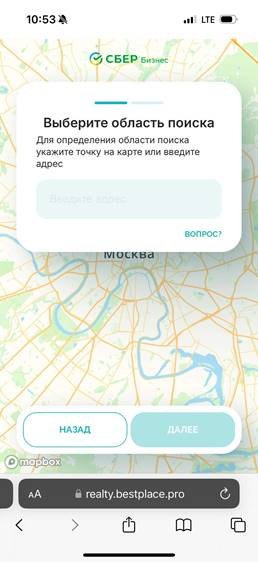 10:53
LTE
СБЕР Бизнес
Выберите область поиска
Для определения области поиска
укажите точку на карте или введите
адрес
Введите адрес
ВОПРОС?
Москва
НАЗАД
ДАЛЕЕ
mapbox
AA
realty.bestplace.pro